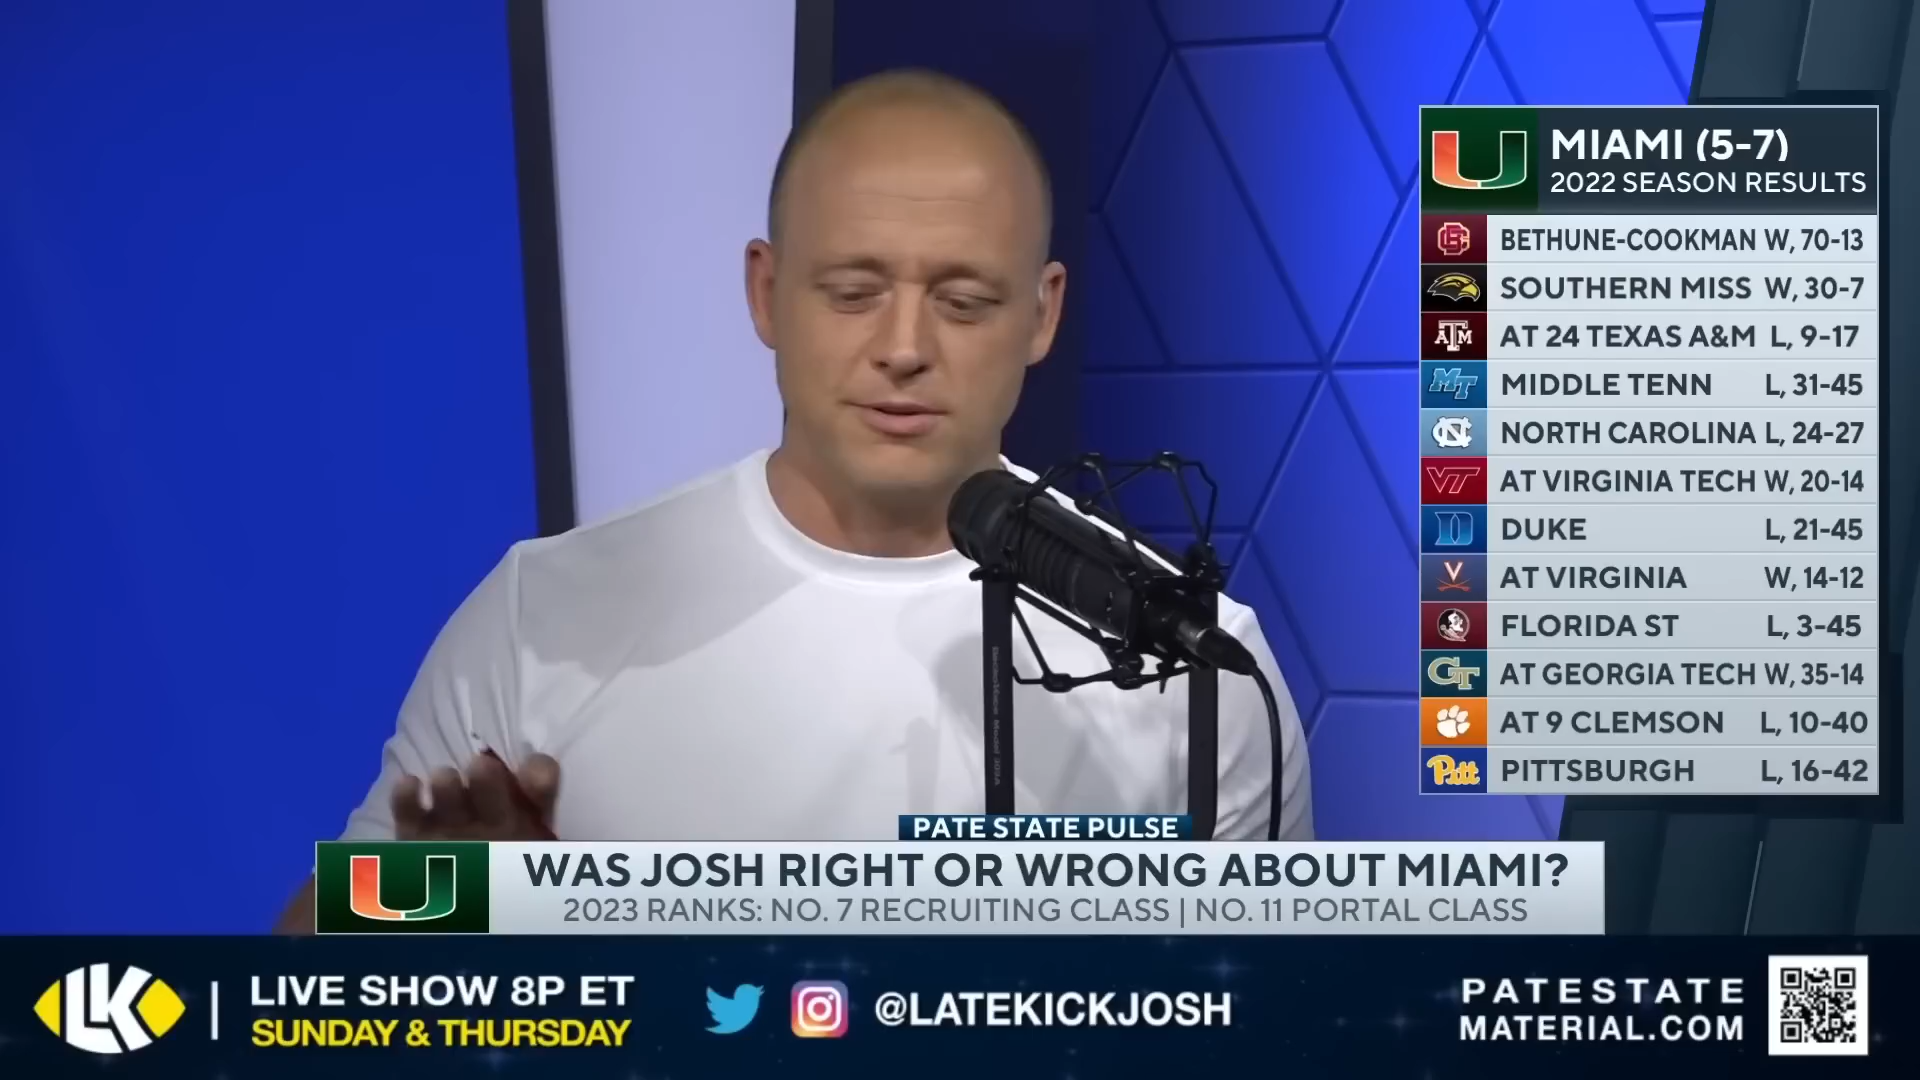 MIAMI (5-7)
2022 SEASON RESULTS
BETHUNE-COOKMAN W, 70-13
SOUTHERN MISS W, 30-7
AT 24 TEXAS A&M L, 9-17
MIDDLE TENN L, 31-45
NORTH CAROLINA L, 24-27
AT VIRGINIA TECH W, 20-14
DUKE L, 21-45
AT VIRGINIA W, 14-12
FLORIDA ST L, 3-45
AT GEORGIA TECH W, 35-14
AT 9 CLEMSON L, 10-40
Pitt PITTSBURGH L, 16-42
PATE STATE PULSE
WAS JOSH RIGHT OR WRONG ABOUT MIAMI?
2023 RANKS: NO. 7 RECRUITING CLASS | NO. 11 PORTAL CLASS
LK
LIVE SHOW 8P ET
SUNDAY & THURSDAY
@LATEKICKJOSH
PATESTATE
MATERIAL.COM